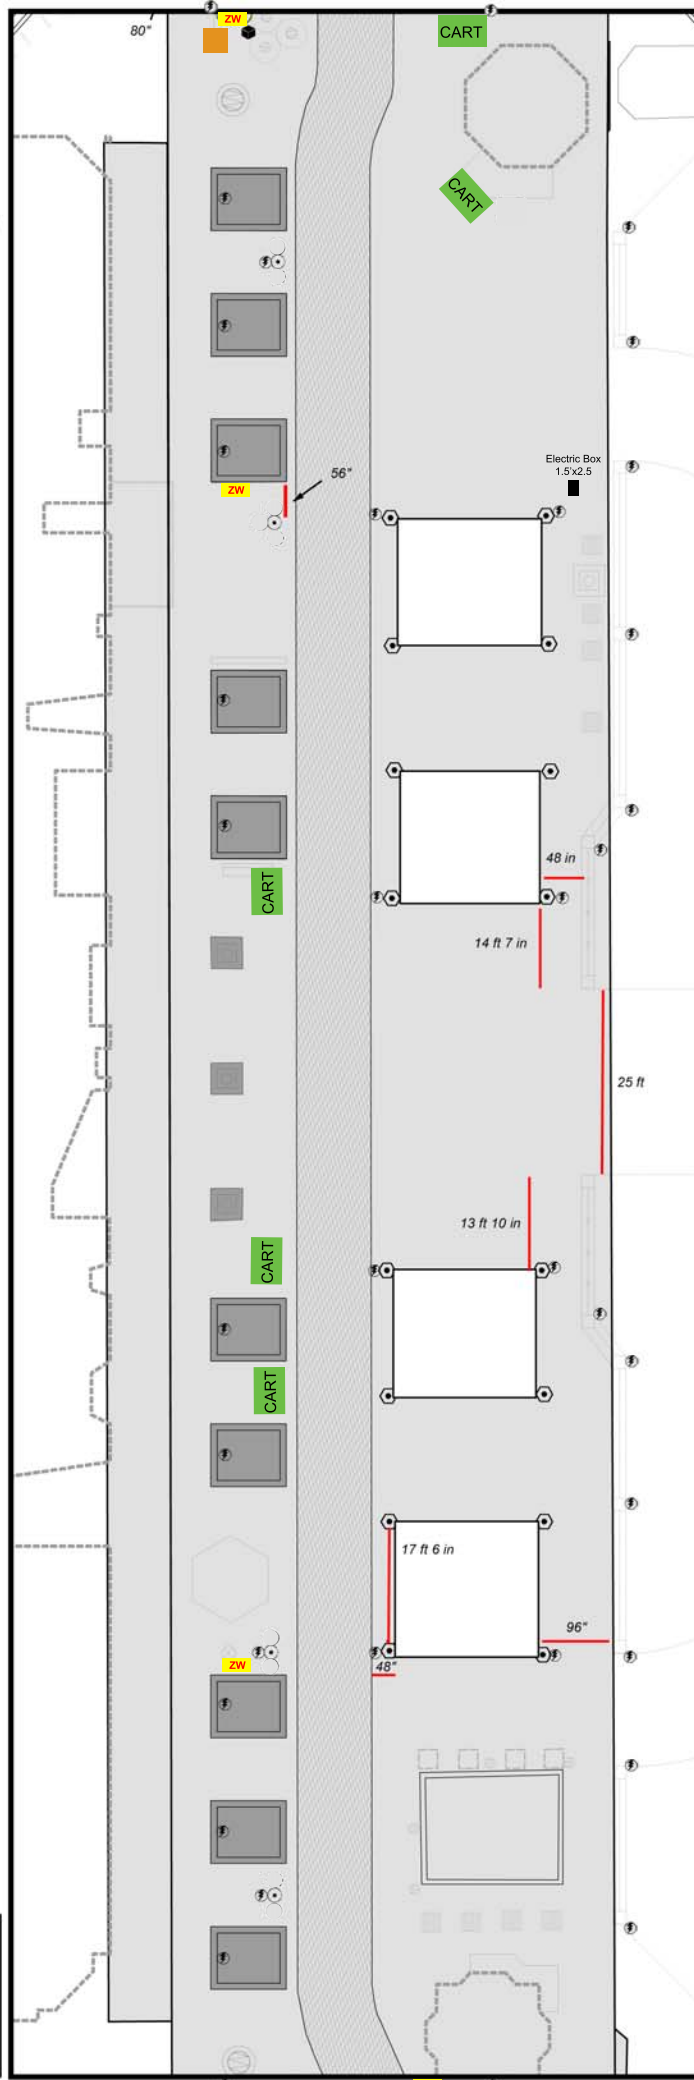 ZW
80"
CART
CART
Electric Box
1.5'x2.5
56"
ZW
48 in
CART
14 ft 7 in
25 ft
13 ft 10 in
CART
CART
17 ft 6 in
96"
ZW
48"